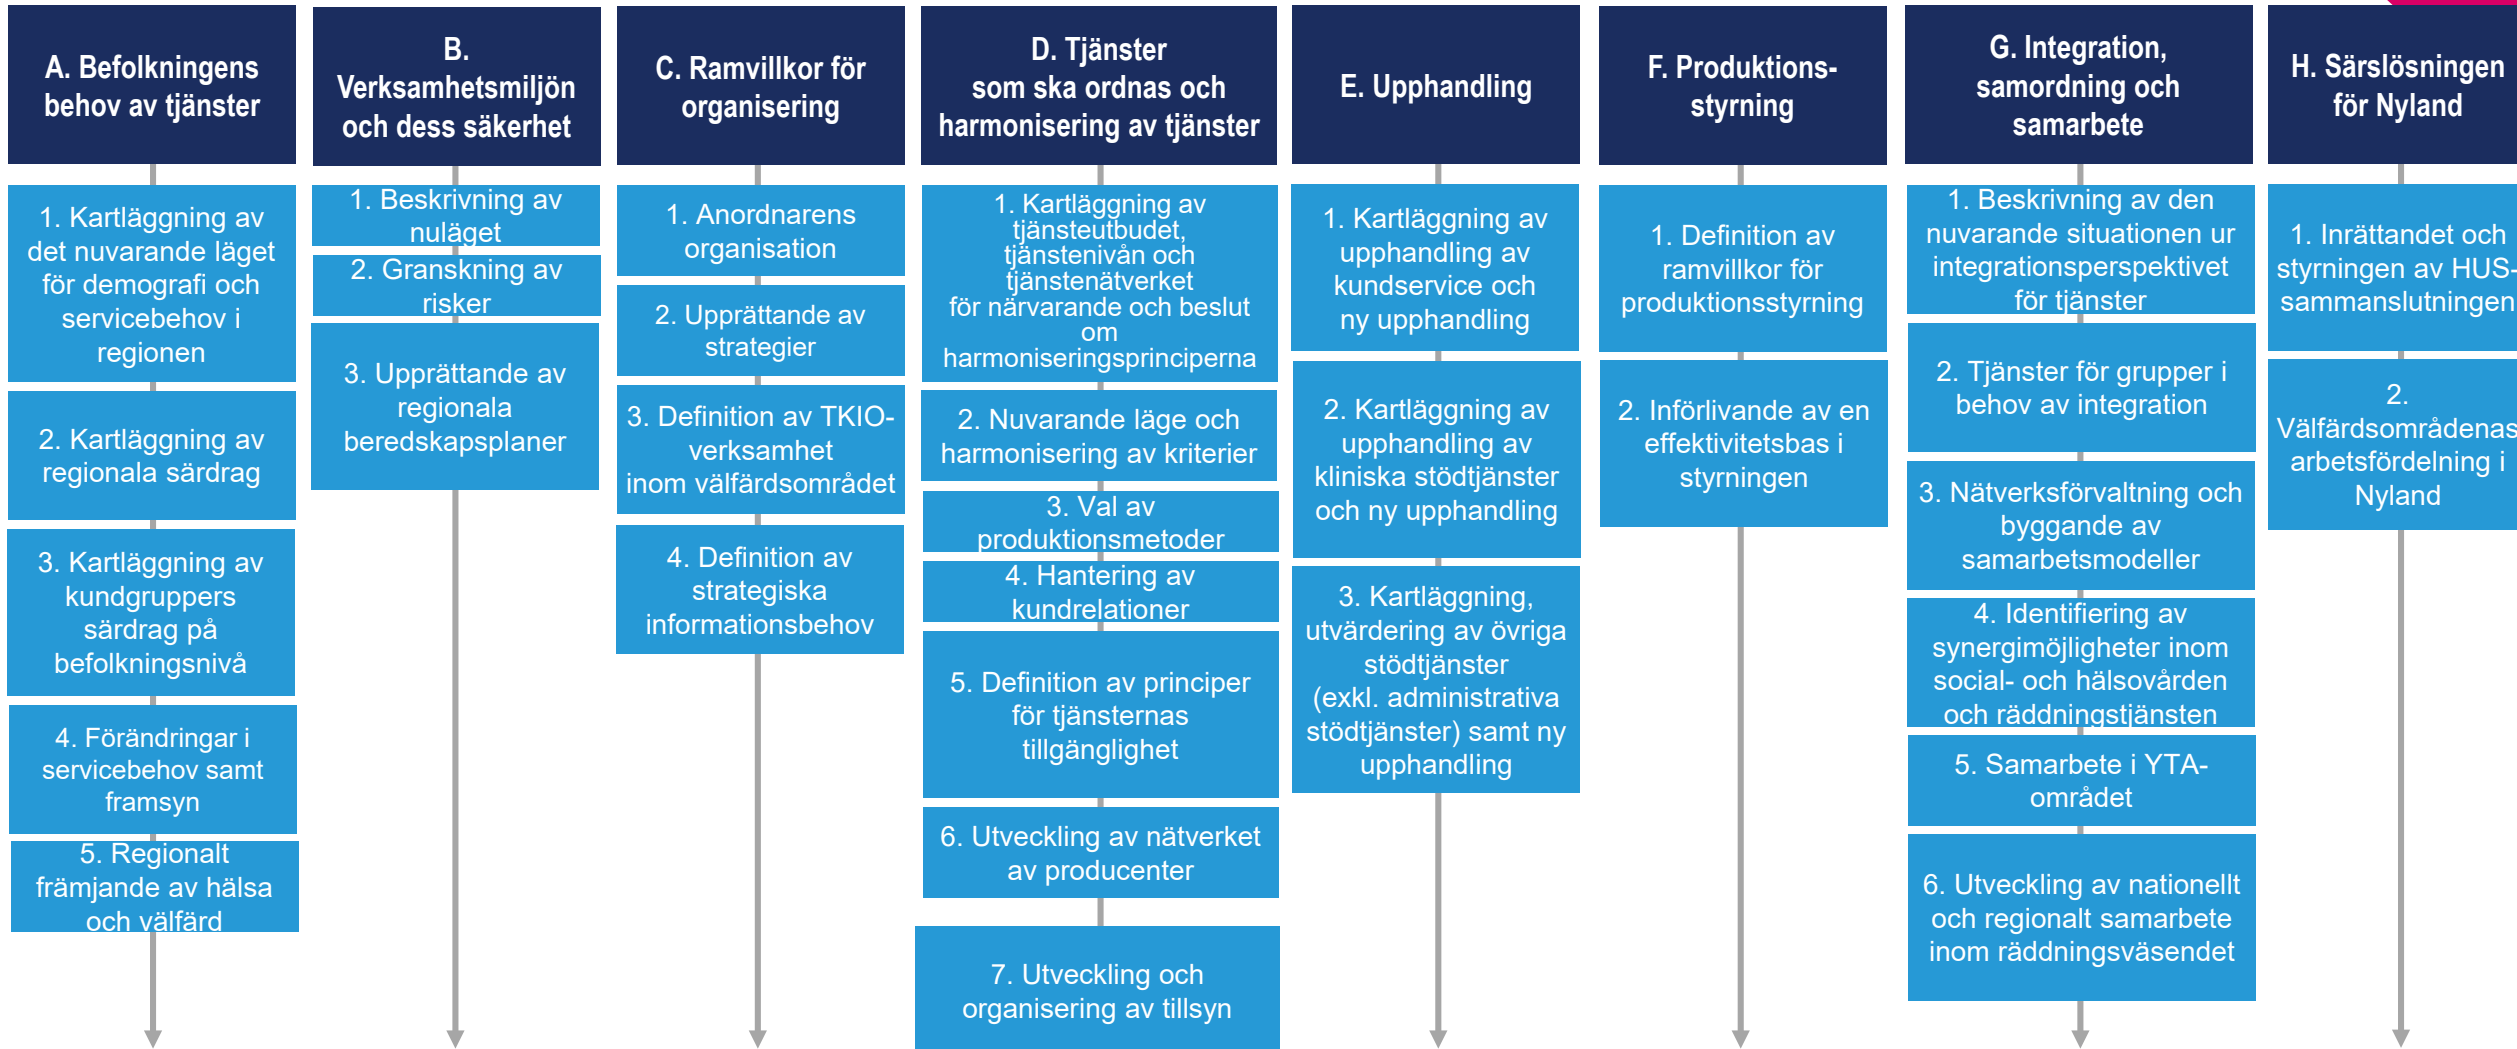 A. Befolkningens
behov av tjänster
1. Kartläggning av
det nuvarande läget
för demografi och
servicebehov i
regionen
2. Kartläggning av
regionala särdrag
3. Kartläggning av
kundgruppers
särdrag på
befolkningsnivå
4. Förändringar i
servicebehov samt
framsyn
5. Regionalt
främjande av hälsa
och välfärd
B.
Verksamhetsmiljön
och dess säkerhet
1. Beskrivning av
nuläget
2. Granskning av
risker
3. Upprättande av
regionala
beredskapsplaner
C. Ramvillkor för
organisering
1. Anordnarens
organisation
2. Upprättande av
strategier
3. Definition av TKIO-
verksamhet
inom välfärdsområdet
4. Definition av
strategiska
informationsbehov
D. Tjänster
som ska ordnas och
harmonisering av tjänster
1. Kartläggning av
tjänsteutbudet,
tjänstenivån och
tjänstenätverket
för närvarande och beslut
om
harmoniseringsprinciperna
2. Nuvarande läge och
harmonisering av kriterier
3. Val av
produktionsmetoder
4. Hantering av
kundrelationer
5. Definition av principer
för tjänsternas
tillgänglighet
6. Utveckling av nätverket
av producenter
7. Utveckling och
organisering av tillsyn
E. Upphandling
1. Kartläggning av
upphandling av
kundservice och
ny upphandling
2. Kartläggning av
upphandling av
kliniska stödtjänster
och ny upphandling
3. Kartläggning,
utvärdering av övriga
stödtjänster
(exkl. administrativa
stödtjänster) samt ny
upphandling
F. Produktions-
styrning
1. Definition av
ramvillkor för
produktionsstyrning
2. Införlivande av en
effektivitetsbas i
styrningen
G. Integration,
samordning och
samarbete
1. Beskrivning av den
nuvarande situationen ur
integrationsperspektivet
för tjänster
2. Tjänster för grupper i
behov av integration
3. Nätverksförvaltning och
byggande av
samarbetsmodeller
4. Identifiering av
synergimöjligheter inom
social- och hälsovården
och räddningstjänsten
5. Samarbete i YTA-
området
6. Utveckling av nationellt
och regionalt samarbete
inom räddningsväsendet
H. Särslösningen
för Nyland
1. Inrättandet och
styrningen av HUS-
sammanslutningen
2.
Välfärdsområdenas
arbetsfördelning i
Nyland